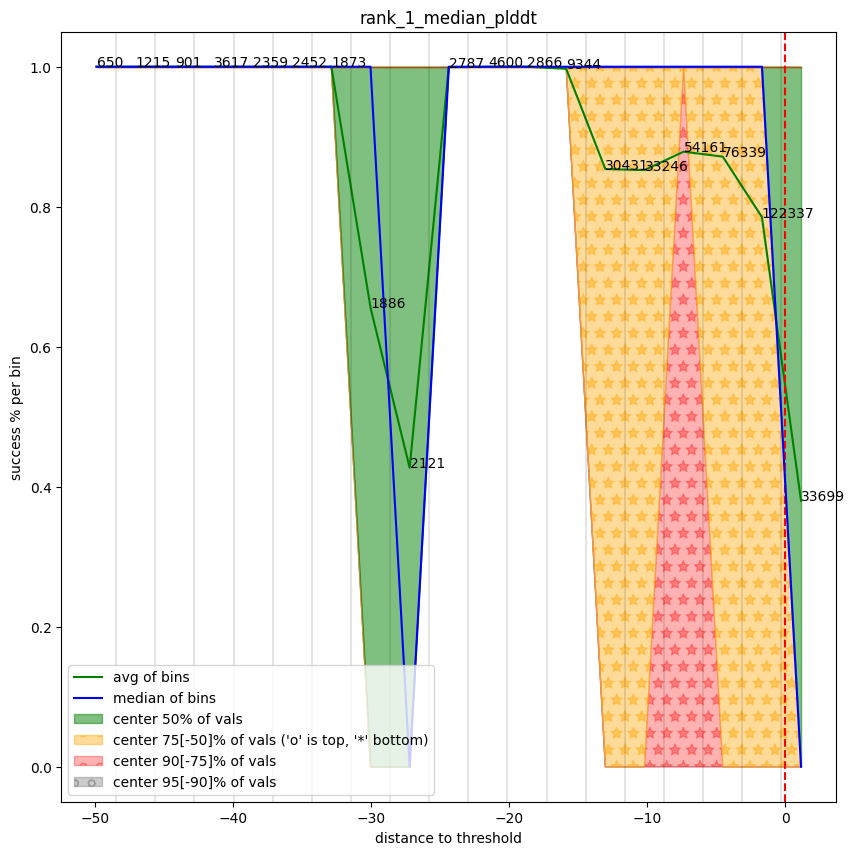 rank_1_median_plddt
1.0
0.8
0.6
0.4
0.2
0.0
success % per bin
650 1215 901 3617 2359 2452 1873 2787 4600 2866 9344
30431 33246 54161 76339
122337
1886
2121
33699
avg of bins
median of bins
center 50% of vals
center 75[-50]% of vals ('o' is top, '*' bottom)
center 90[-75]% of vals
center 95[-90]% of vals
−50 −40 −30 −20 −10 0
distance to threshold